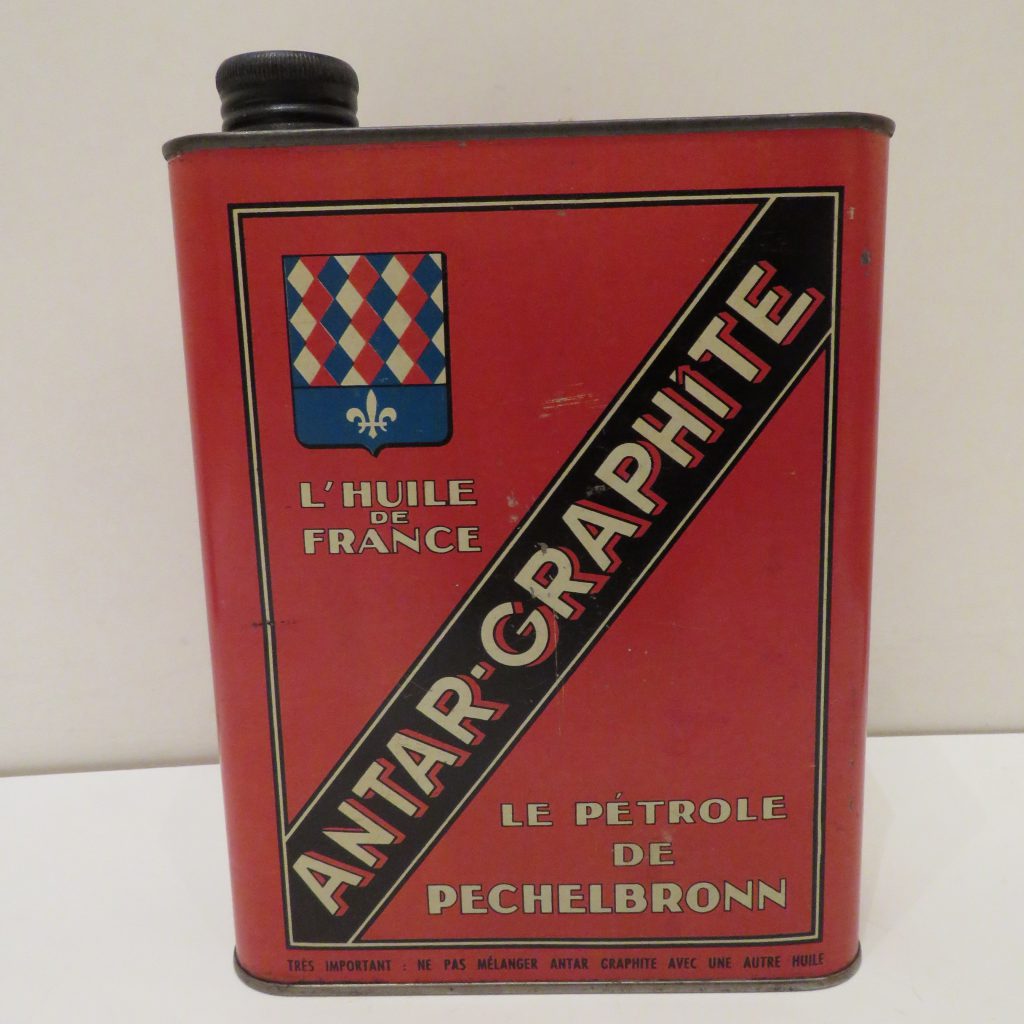 L'HUILE
DE
FRANCE
ANTAR-GRAPHITE
LE PÉTROLE
DE
PECHELBRONN
TRÈS IMPORTANT : NE PAS MÉLANGER ANTAR GRAPHITE AVEC UNE AUTRE HUILE